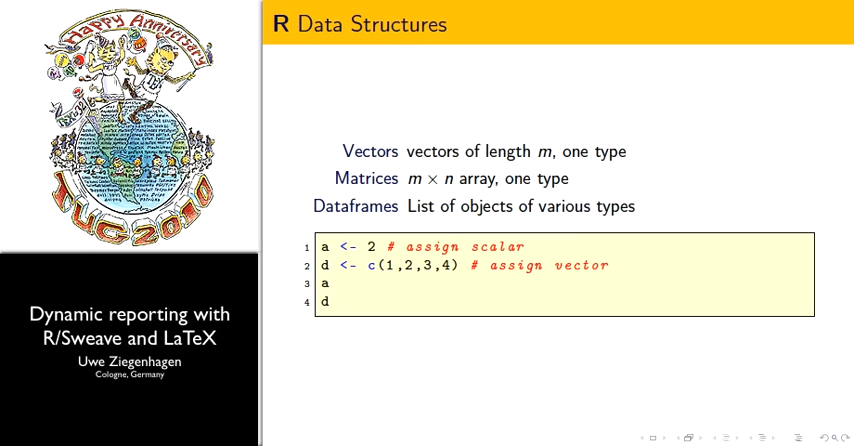 Happy Anniversary
TUG 2010
Dynamic reporting with
R/Sweave and LaTeX
Uwe Ziegenhagen
Cologne, Germany
R Data Structures
Vectors vectors of length m, one type
Matrices m × n array, one type
Dataframes List of objects of various types
1 a <- 2 # assign scalar
2 d <- c(1,2,3,4) # assign vector
3 a
4 d